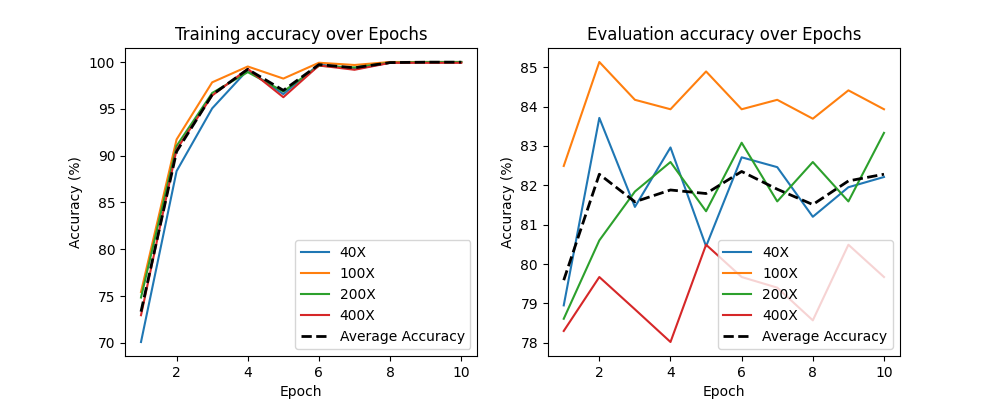 Training accuracy over Epochs
Accuracy (%)
100
95
90
85
80
75
70
2 4 6 8 10
Epoch
40X
100X
200X
400X
Average Accuracy
Evaluation accuracy over Epochs
Accuracy (%)
85
84
83
82
81
80
79
78
2 4 6 8 10
Epoch
40X
100X
200X
400X
Average Accuracy